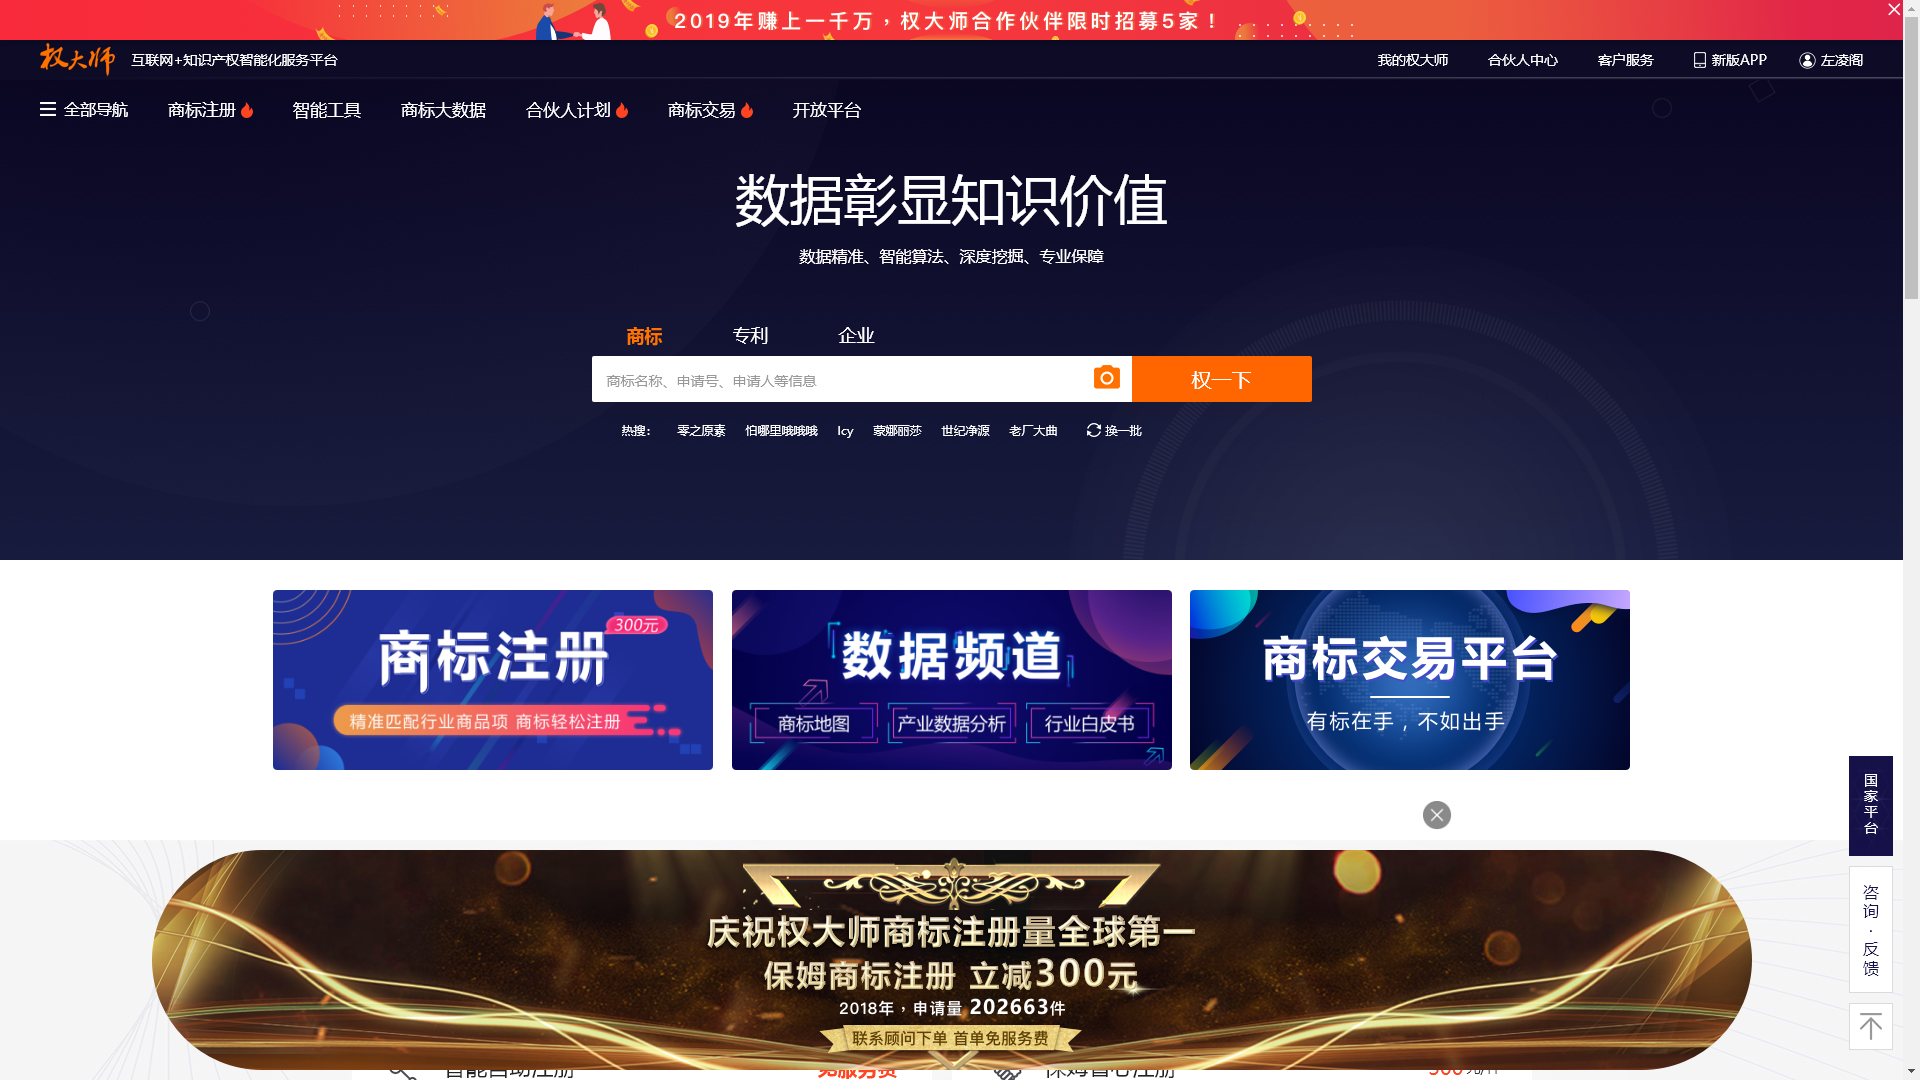 2019年赚上一千万，权大师合作伙伴限时招募5家！
权大师 互联网+知识产权智能化服务平台 我的权大师 合伙人中心 客户服务 新版APP 左凌阁
全部导航 商标注册 智能工具 商标大数据 合伙人计划 商标交易 开放平台
数据彰显知识价值
数据精准、智能算法、深度挖掘、专业保障
商标 专利 企业
商标名称、申请号、申请人等信息 权一下
热搜： 零之原素 怕哪里哦哦哦 Icy 蒙娜丽莎 世纪净源 老厂大曲 换一批
商标注册 300元
精准匹配行业商品项 商标轻松注册
数据频道
商标地图 产业数据分析 行业白皮书
商标交易平台
有标在手，不如出手
国家平台
咨询·反馈
庆祝权大师商标注册量全球第一
保姆商标注册 立减300元
2018年，申请量 202663件
联系顾问下单 首单免服务费
智能自助注册 免服务费 保姆省心注册 300元/件